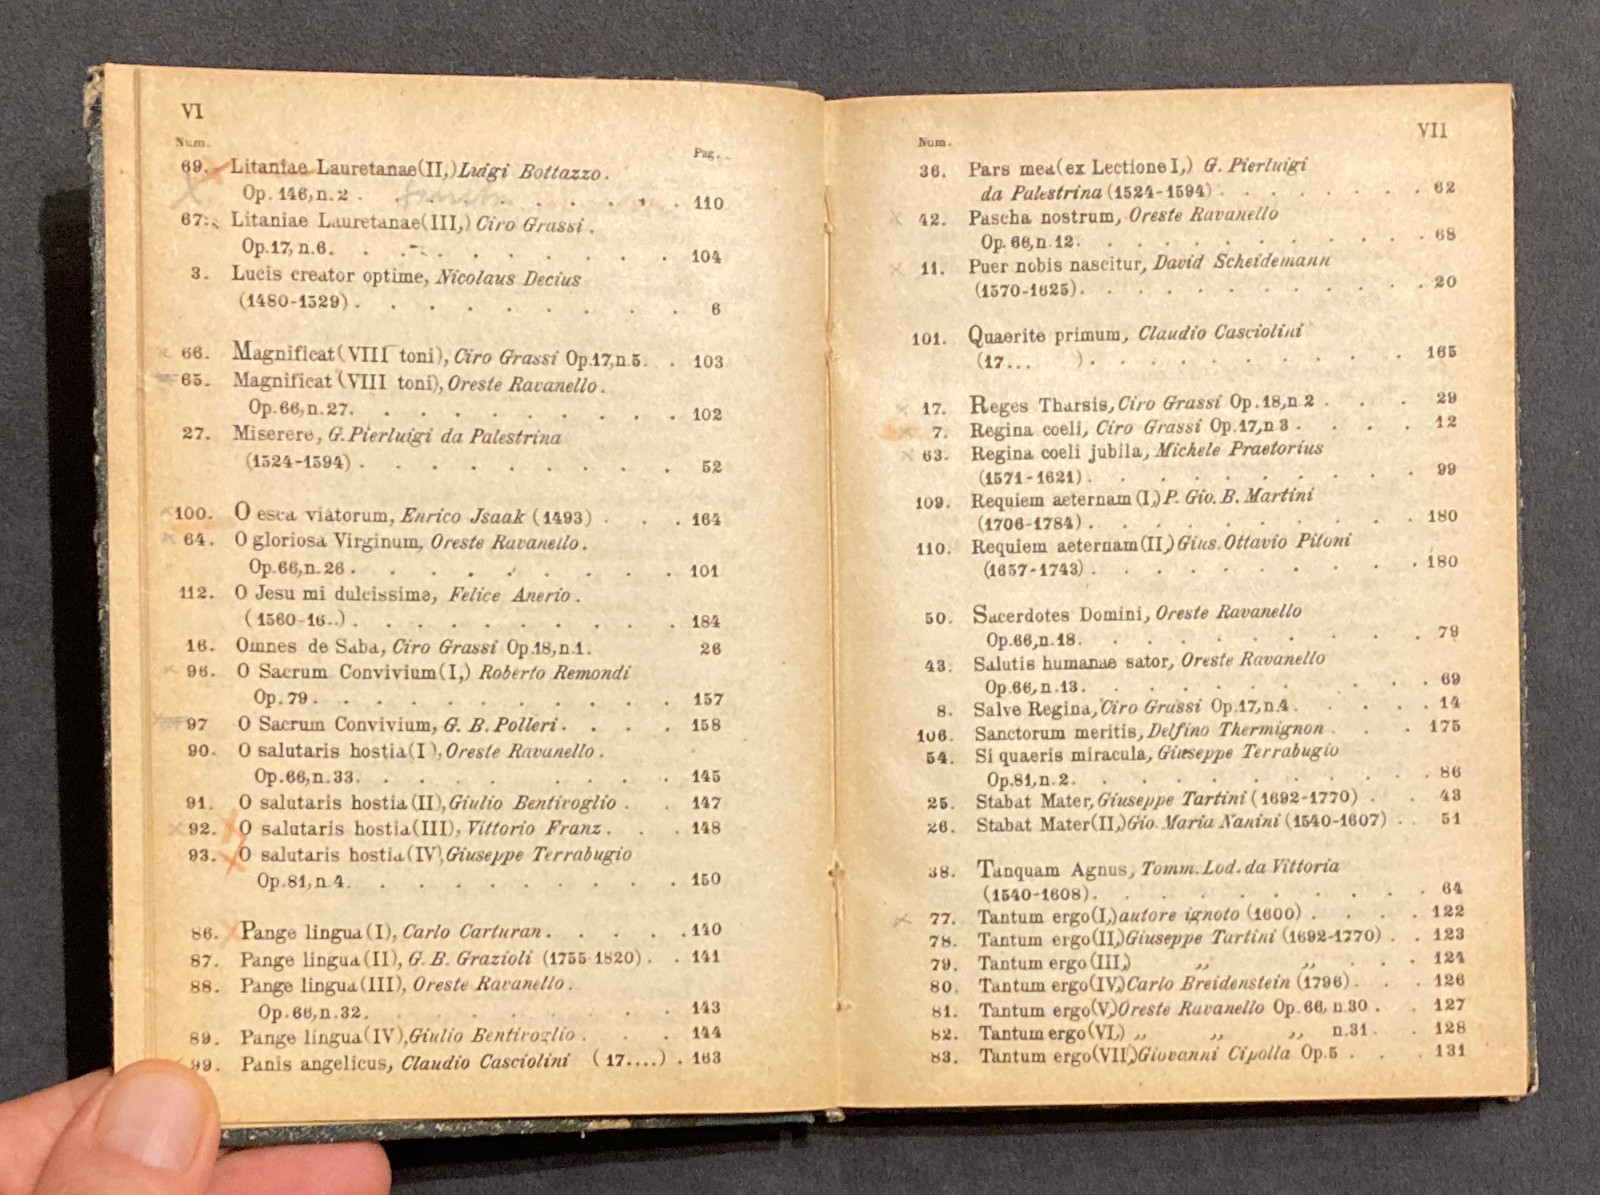 VI
Num.
Pag.
69. Litaniae Lauretanae(II,) Luigi Bottazzo.
Op. 146, n. 2 . . . . . . . . 110
67. Litaniae Lauretanae(III,) Ciro Grassi .
Op. 17, n. 6. . . . . . . . . 104
3. Lucis creator optime, Nicolaus Decius
(1480-1529) . . . . . . . . 6
66. Magnificat (VIII toni), Ciro Grassi Op.17,n.5. . 103
65. Magnificat (VIII toni), Oreste Ravanello.
Op.66,n.27. . . . . . . . . 102
27. Miserere, G. Pierluigi da Palestrina
(1524-1594) . . . . . . . . 52
100. O esca viatorum, Enrico Jsaak (1493) . . . 164
64. O gloriosa Virginum, Oreste Ravanello.
Op.66,n.26 . . . . . . . . 101
112. O Jesu mi dulcissime, Felice Anerio .
(1560-16..) . . . . . . . . 184
16. Omnes de Saba, Ciro Grassi Op.18,n.1. 26
96. O Sacrum Convivium(I,) Roberto Remondi
Op. 79 . . . . . . . . . 157
97 O Sacrum Convivium, G. B. Polleri . . . . 158
90. O salutaris hostia(I), Oreste Ravanello .
Op.66,n.33. . . . . . . . 145
91. O salutaris hostia(II), Giulio Bentivoglio . . 147
92. O salutaris hostia(III), Vittorio Franz . . . 148
93. O salutaris hostia(IV), Giuseppe Terrabugio
Op.81,n.4. . . . . . . . . 150
86. Pange lingua(I), Carlo Carturan . . . . . 140
87. Pange lingua(II), G. B. Grazioli (1755-1820) . . 141
88. Pange lingua(III), Oreste Ravanello .
Op.66,n.32. . . . . . . . 143
89. Pange lingua(IV), Giulio Bentivoglio . . . 144
99. Panis angelicus, Claudio Casciolini (17....) . 163
VII
Num.
36. Pars mea(ex Lectione I,) G. Pierluigi
da Palestrina (1524-1594) . . . . . . . 62
42. Pascha nostrum, Oreste Ravanello
Op. 66,n.12. . . . . . . . . . 68
11. Puer nobis nascitur, David Scheidemann
(1570-1625). . . . . . . . . . 20
101. Quaerite primum, Claudio Casciolini
(17... ) . . . . . . . . . 165
17. Reges Tharsis, Ciro Grassi Op.18,n 2 . . . 29
7. Regina coeli, Ciro Grassi Op.17,n 3 . . . . 12
63. Regina coeli jubila, Michele Praetorius
(1571-1621) . . . . . . . . . 99
109. Requiem aeternam (I,) P. Gio. B. Martini
(1706-1784) . . . . . . . . . 180
110. Requiem aeternam(II,) Gius. Ottavio Pitoni
(1657-1743) . . . . . . . . . 180
50. Sacerdotes Domini, Oreste Ravanello
Op.66,n.18. . . . . . . . . 79
43. Salutis humanae sator, Oreste Ravanello
Op.66,n.13. . . . . . . . . 69
8. Salve Regina, Ciro Grassi Op.17,n.4. . . . . 14
106. Sanctorum meritis, Delfino Thermignon . . . 175
54. Si quaeris miracula, Giuseppe Terrabugio
Op.81,n.2. . . . . . . . . . 86
25. Stabat Mater, Giuseppe Tartini (1692-1770) . . 43
26. Stabat Mater(II,) Gio. Maria Nanini (1540-1607) . . 51
38. Tanquam Agnus, Tomm. Lod. da Vittoria
(1540-1608). . . . . . . . . . 64
77. Tantum ergo(I,) autore ignoto (1600) . . . . 122
78. Tantum ergo(II,) Giuseppe Tartini (1692-1770) . . 123
79. Tantum ergo(III,) „ „ . . . 124
80. Tantum ergo(IV,) Carlo Breidenstein (1796) . . . 126
81. Tantum ergo(V,) Oreste Ravanello Op.66,n30 . . 127
82. Tantum ergo(VI,) „ „ „ n.31 . . 128
83. Tantum ergo(VII,) Giovanni Cipolla Op.5 . . . 131